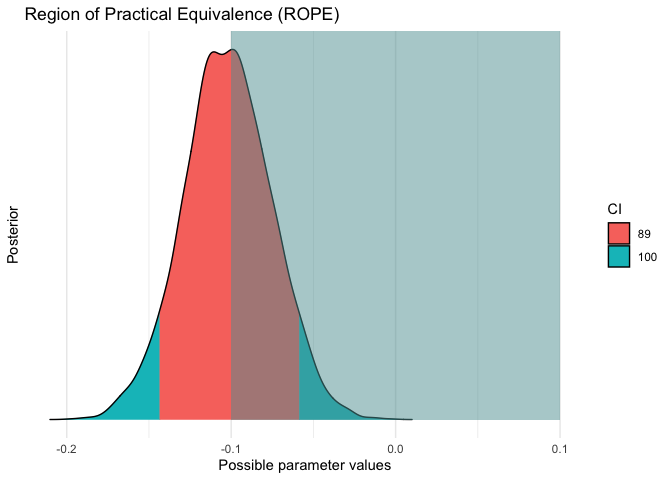 Region of Practical Equivalence (ROPE)
Posterior
CI
89
100
-0.2
-0.1
0.0
0.1
Possible parameter values